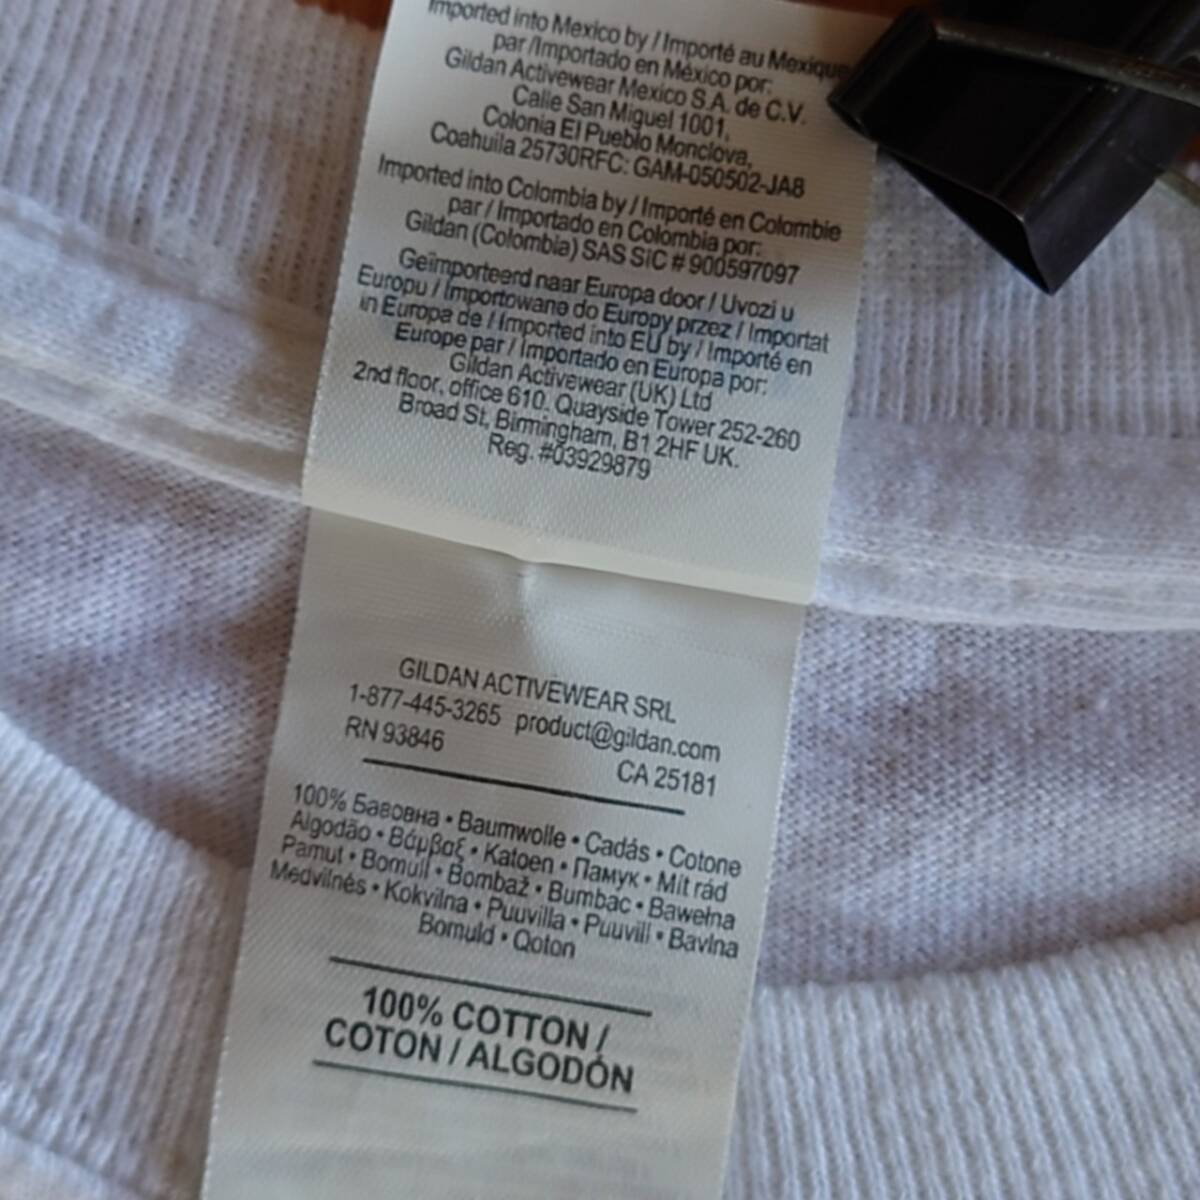 Imported into Mexico by / Importé au Mexique
par /Importado en México por:
Gildan Activewear Mexico S.A. de C.V.
Calle San Miguel 1001,
Colonia El Pueblo Monclova,
Coahuila 25730RFC: GAM-050502-JA8
Imported into Colombia by / Importé en Colombie
par / Importado en Colombia por:
Gildan (Colombia) SAS SIC # 900597097
Geïmporteerd naar Europa door / Uvozi u
Europu / Importowane do Europy przez / Importat
in Europa de / Imported into EU by / Importé en
Europe par / Importado en Europa por:
Gildan Activewear (UK) Ltd
2nd floor, office 610, Quayside Tower 252-260
Broad St, Birmingham, B1 2HF UK.
Reg. #03929879
GILDAN ACTIVEWEAR SRL
1-877-445-3265 product@gildan.com
RN 93846 CA 25181
100% Бавовна • Baumwolle • Cadás • Cotone
Algodão • Βάμβαξ • Katoen • Памук • Mít rád
Pamut • Bomull • Bombaž • Bumbac • Bawełna
Medvilnės • Kokvilna • Puuvilla • Puuvill • Bavlna
Bomuld • Qoton
100% COTTON /
COTON / ALGODÓN